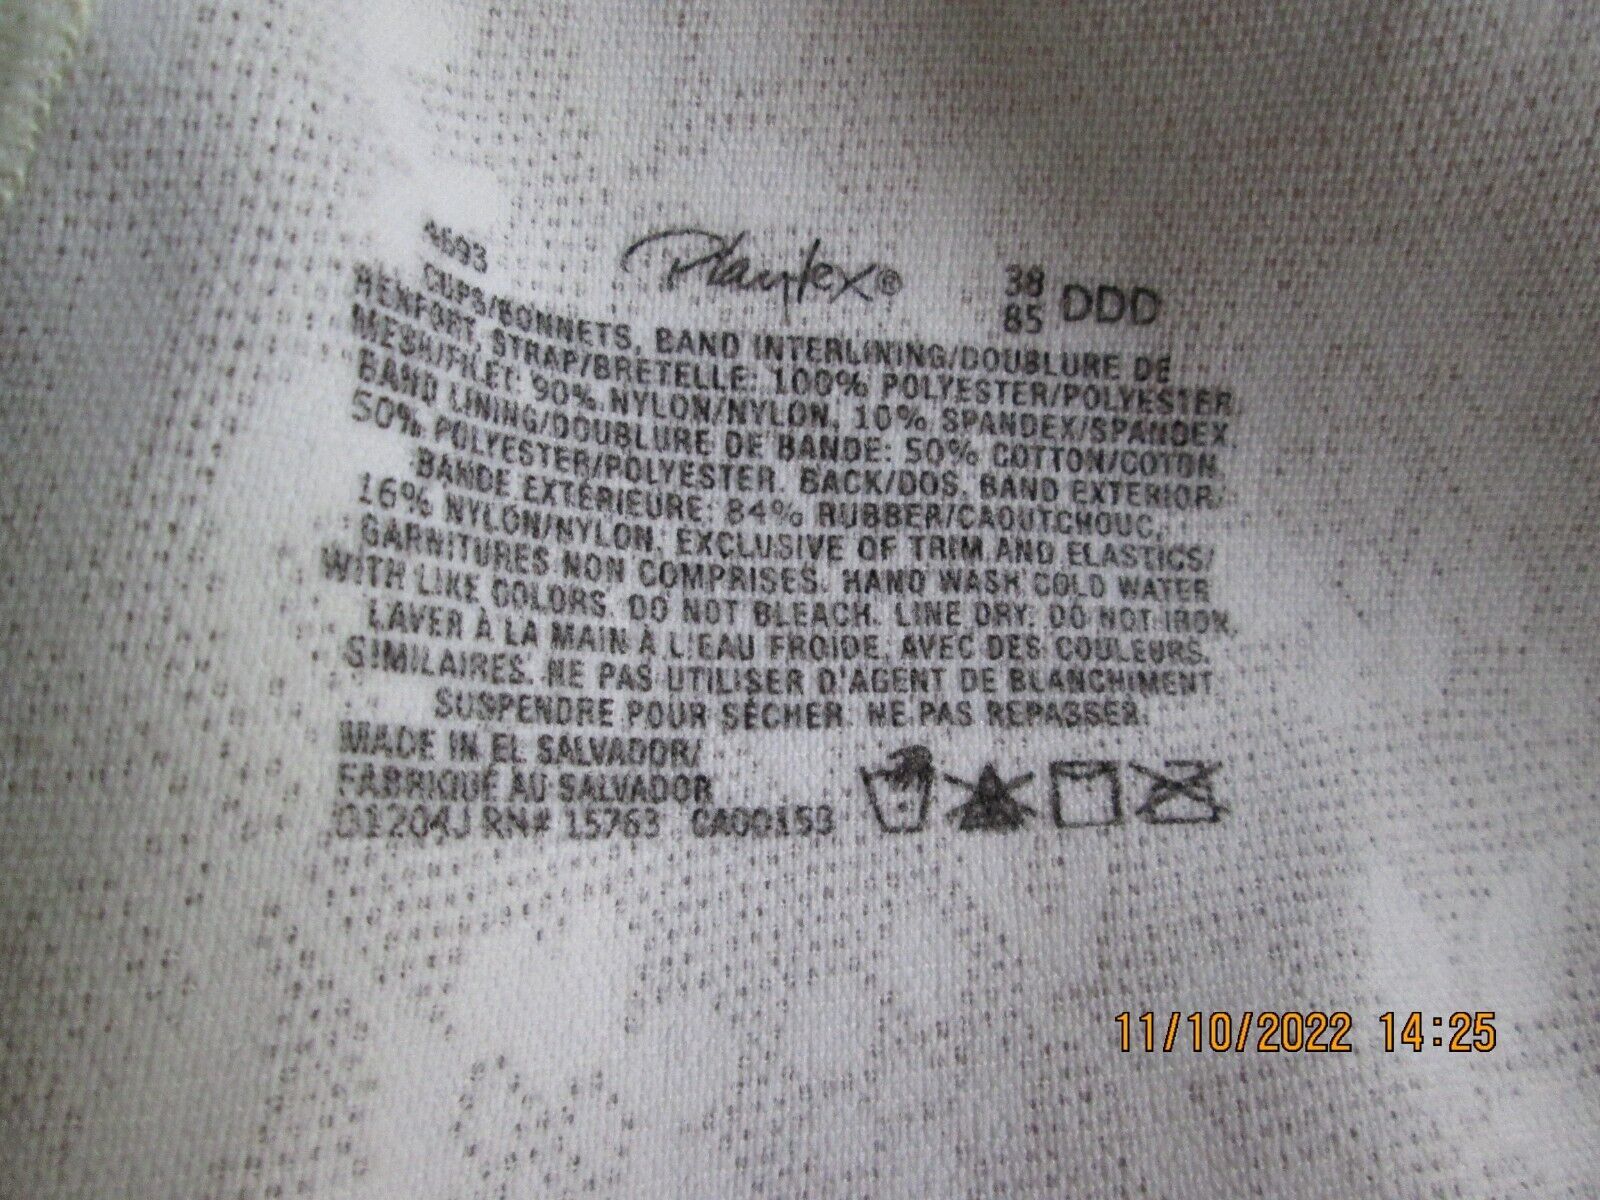 4693 Playtex® 38 DDD
85
CUPS/BONNETS, BAND INTERLINING/DOUBLURE DE
RENFORT, STRAP/BRETELLE: 100% POLYESTER/POLYESTER.
MESH/FILET: 90% NYLON/NYLON, 10% SPANDEX/SPANDEX.
BAND LINING/DOUBLURE DE BANDE: 50% COTTON/COTON,
50% POLYESTER/POLYESTER. BACK/DOS, BAND EXTERIOR/
BANDE EXTÉRIEURE: 84% RUBBER/CAOUTCHOUC,
16% NYLON/NYLON. EXCLUSIVE OF TRIM AND ELASTICS/
GARNITURES NON COMPRISES. HAND WASH COLD WATER
WITH LIKE COLORS. DO NOT BLEACH. LINE DRY. DO NOT IRON.
LAVER À LA MAIN À L'EAU FROIDE, AVEC DES COULEURS
SIMILAIRES. NE PAS UTILISER D'AGENT DE BLANCHIMENT
SUSPENDRE POUR SÉCHER. NE PAS REPASSER.
MADE IN EL SALVADOR/
FABRIQUÉ AU SALVADOR
RN# 15763 CA00153
11/10/2022 14:25